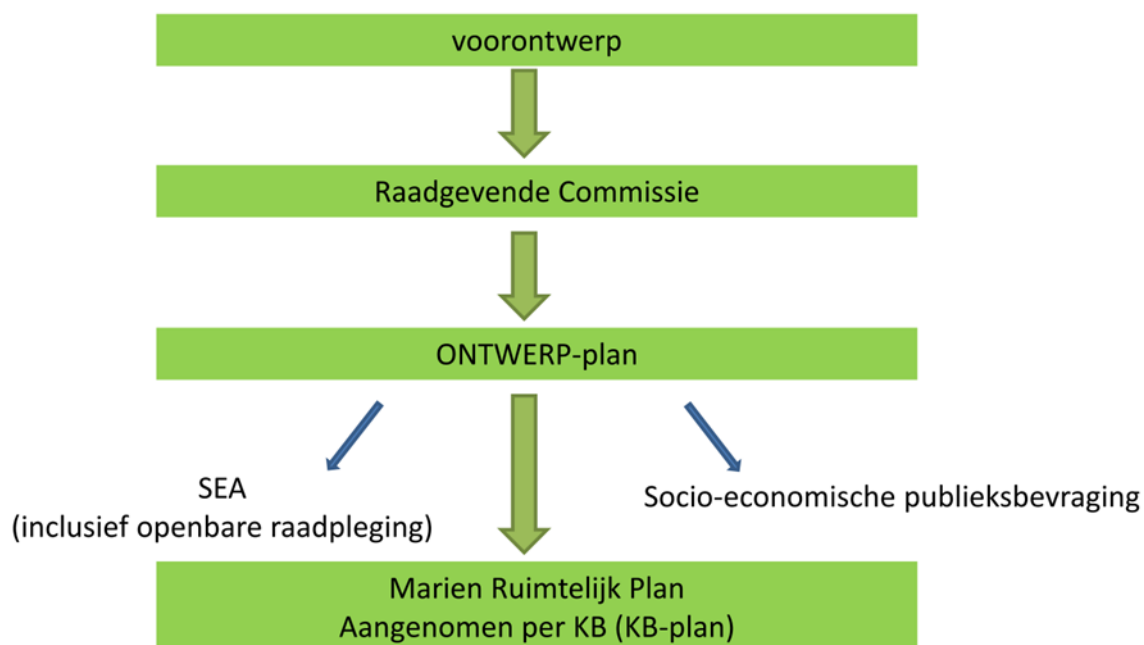 voorontwerp
Raadgevende Commissie
ONTWERP-plan
SEA
(inclusief openbare raadpleging)
Socio-economische publieksbevraging
Marien Ruimtelijk Plan
Aangenomen per KB (KB-plan)